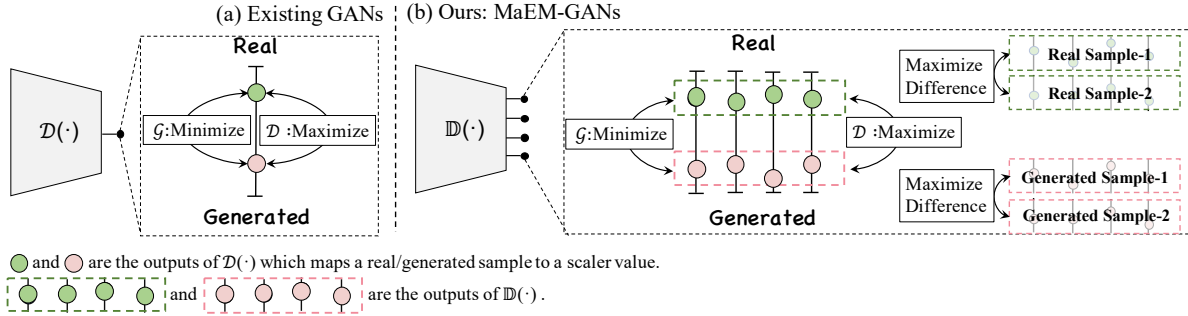 (a) Existing GANs
Real
𝒟(·)
𝒢:Minimize
𝒟 :Maximize
Generated
(b) Ours: MaEM-GANs
Real
𝔻(·)
𝒢:Minimize
𝒟 :Maximize
Generated
Maximize
Difference
Real Sample-1
Real Sample-2
Maximize
Difference
Generated Sample-1
Generated Sample-2
and are the outputs of 𝒟(·) which maps a real/generated sample to a scaler value.
and are the outputs of 𝔻(·) .